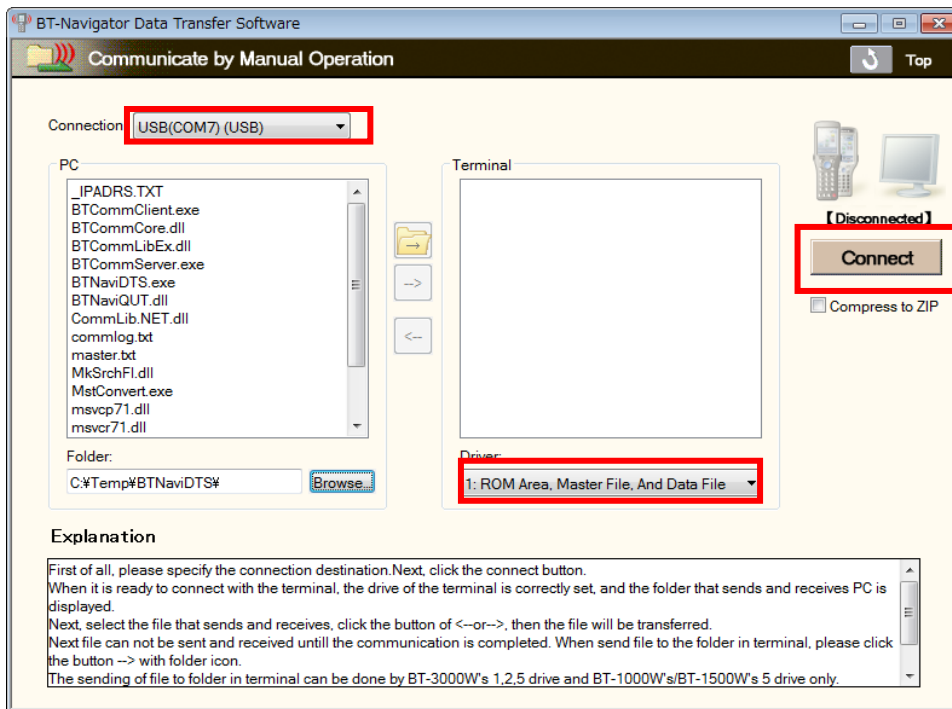 BT-Navigator Data Transfer Software
Communicate by Manual Operation
Top
Connection:
USB(COM7) (USB)
PC
_IPADRS.TXT
BTCommClient.exe
BTCommCore.dll
BTCommLibEx.dll
BTCommServer.exe
BTNaviDTS.exe
BTNaviQUT.dll
CommLib.NET.dll
commlog.txt
master.txt
MkSrchFl.dll
MstConvert.exe
msvcp71.dll
msvcr71.dll
Folder:
C:¥Temp¥BTNaviDTS¥
Browse...
→
-->
<--
Terminal
Driver:
1: ROM Area, Master File, And Data File
【Disconnected】
Connect
Compress to ZIP
Explanation
First of all, please specify the connection destination.Next, click the connect button.
When it is ready to connect with the terminal, the drive of the terminal is correctly set, and the folder that sends and receives PC is
displayed.
Next, select the file that sends and receives, click the button of <--or-->, then the file will be transferred.
Next file can not be sent and received untill the communication is completed. When send file to the folder in terminal, please click
the button --> with folder icon.
The sending of file to folder in terminal can be done by BT-3000W's 1,2,5 drive and BT-1000W's/BT-1500W's 5 drive only.